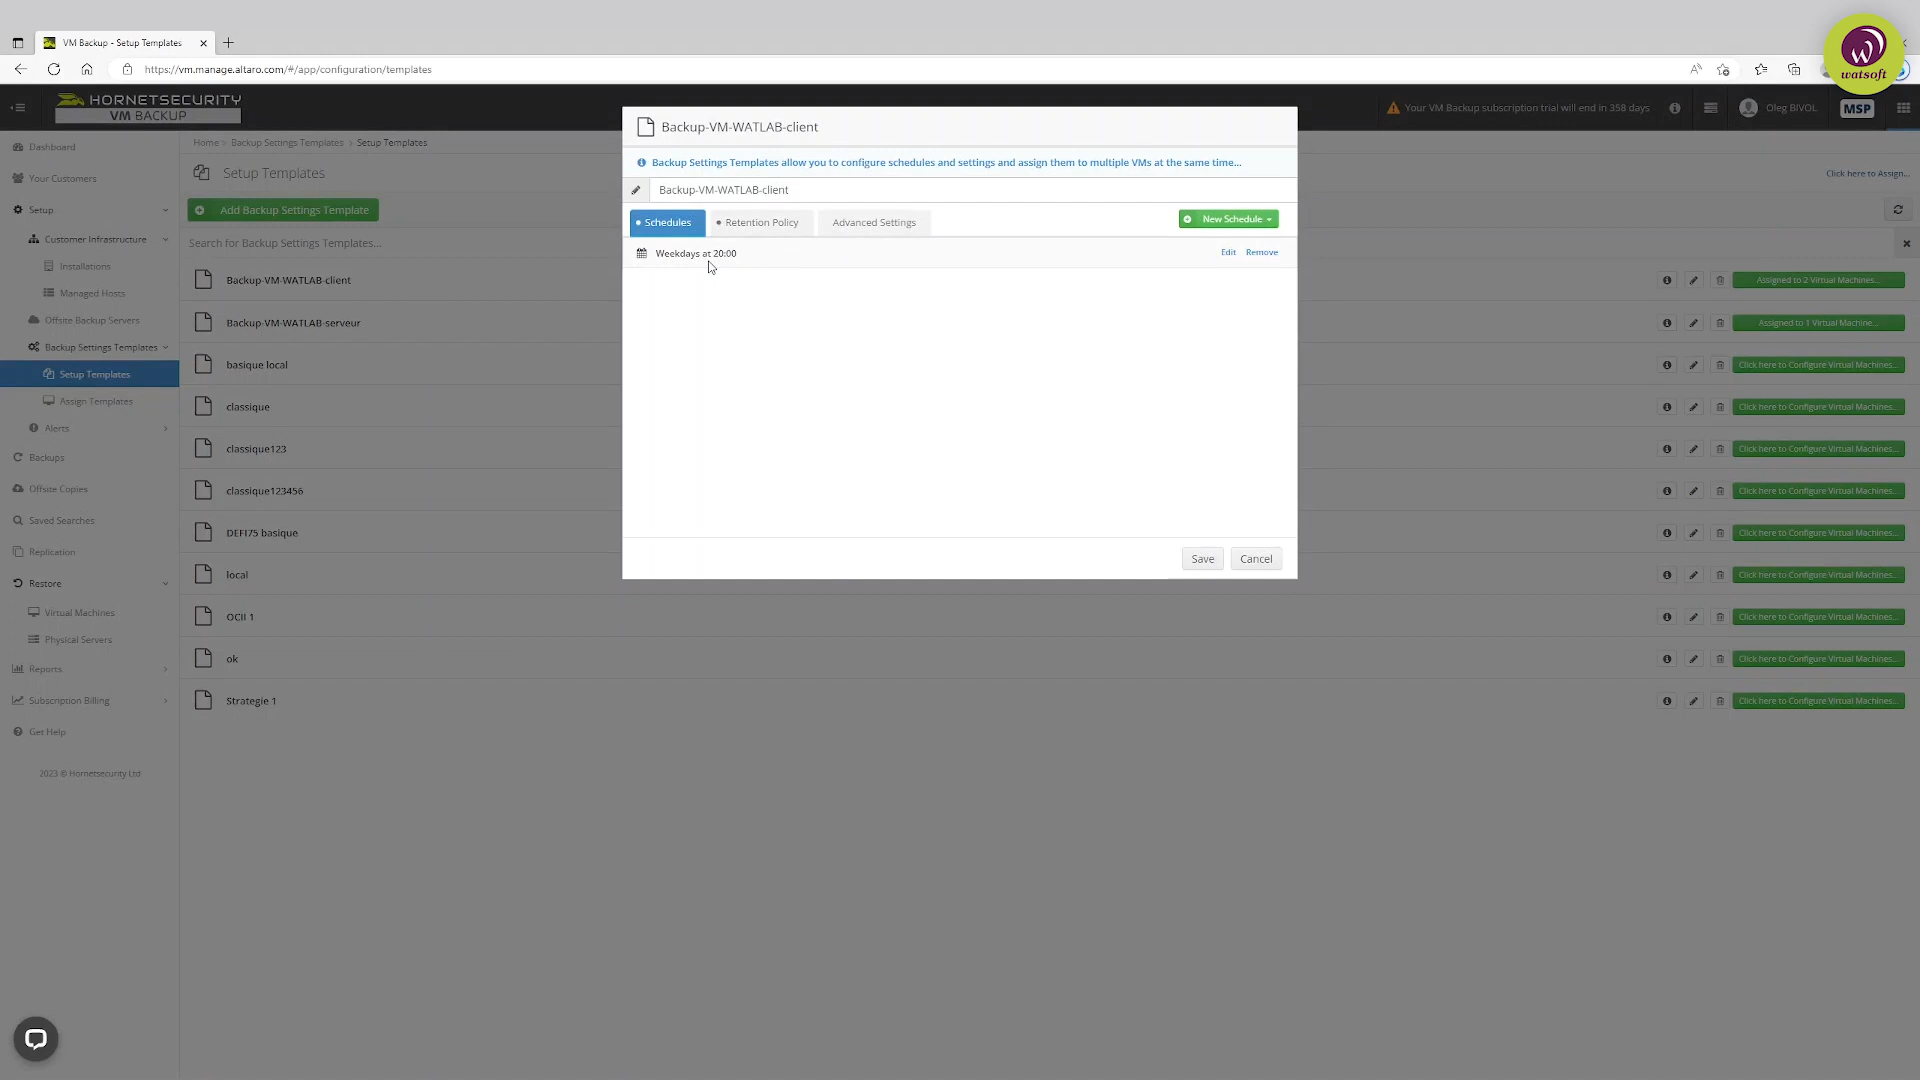 VM Backup - Setup Templates
https://vm.manage.altaro.com/#/app/configuration/templates
watsoft
HORNETSECURITY
VM BACKUP
Your VM Backup subscription trial will end in 358 days
Oleg BIVOL
MSP
Dashboard
Your Customers
Setup
Customer Infrastructure
Installations
Managed Hosts
Offsite Backup Servers
Backup Settings Templates
Setup Templates
Assign Templates
Alerts
Backups
Offsite Copies
Saved Searches
Replication
Restore
Virtual Machines
Physical Servers
Reports
Subscription Billing
Get Help
2023 © Hornetsecurity Ltd
Home > Backup Settings Templates > Setup Templates
Setup Templates
Click here to Assign...
Add Backup Settings Template
Search for Backup Settings Templates...
Backup-VM-WATLAB-client
Assigned to 2 Virtual Machines...
Backup-VM-WATLAB-serveur
Assigned to 1 Virtual Machine...
basique local
Click here to Configure Virtual Machines...
classique
Click here to Configure Virtual Machines...
classique123
Click here to Configure Virtual Machines...
classique123456
Click here to Configure Virtual Machines...
DEFI75 basique
Click here to Configure Virtual Machines...
local
Click here to Configure Virtual Machines...
OCII 1
Click here to Configure Virtual Machines...
ok
Click here to Configure Virtual Machines...
Strategie 1
Click here to Configure Virtual Machines...
Backup-VM-WATLAB-client
Backup Settings Templates allow you to configure schedules and settings and assign them to multiple VMs at the same time...
Backup-VM-WATLAB-client
Schedules
Retention Policy
Advanced Settings
New Schedule
Weekdays at 20:00
Edit
Remove
Save
Cancel